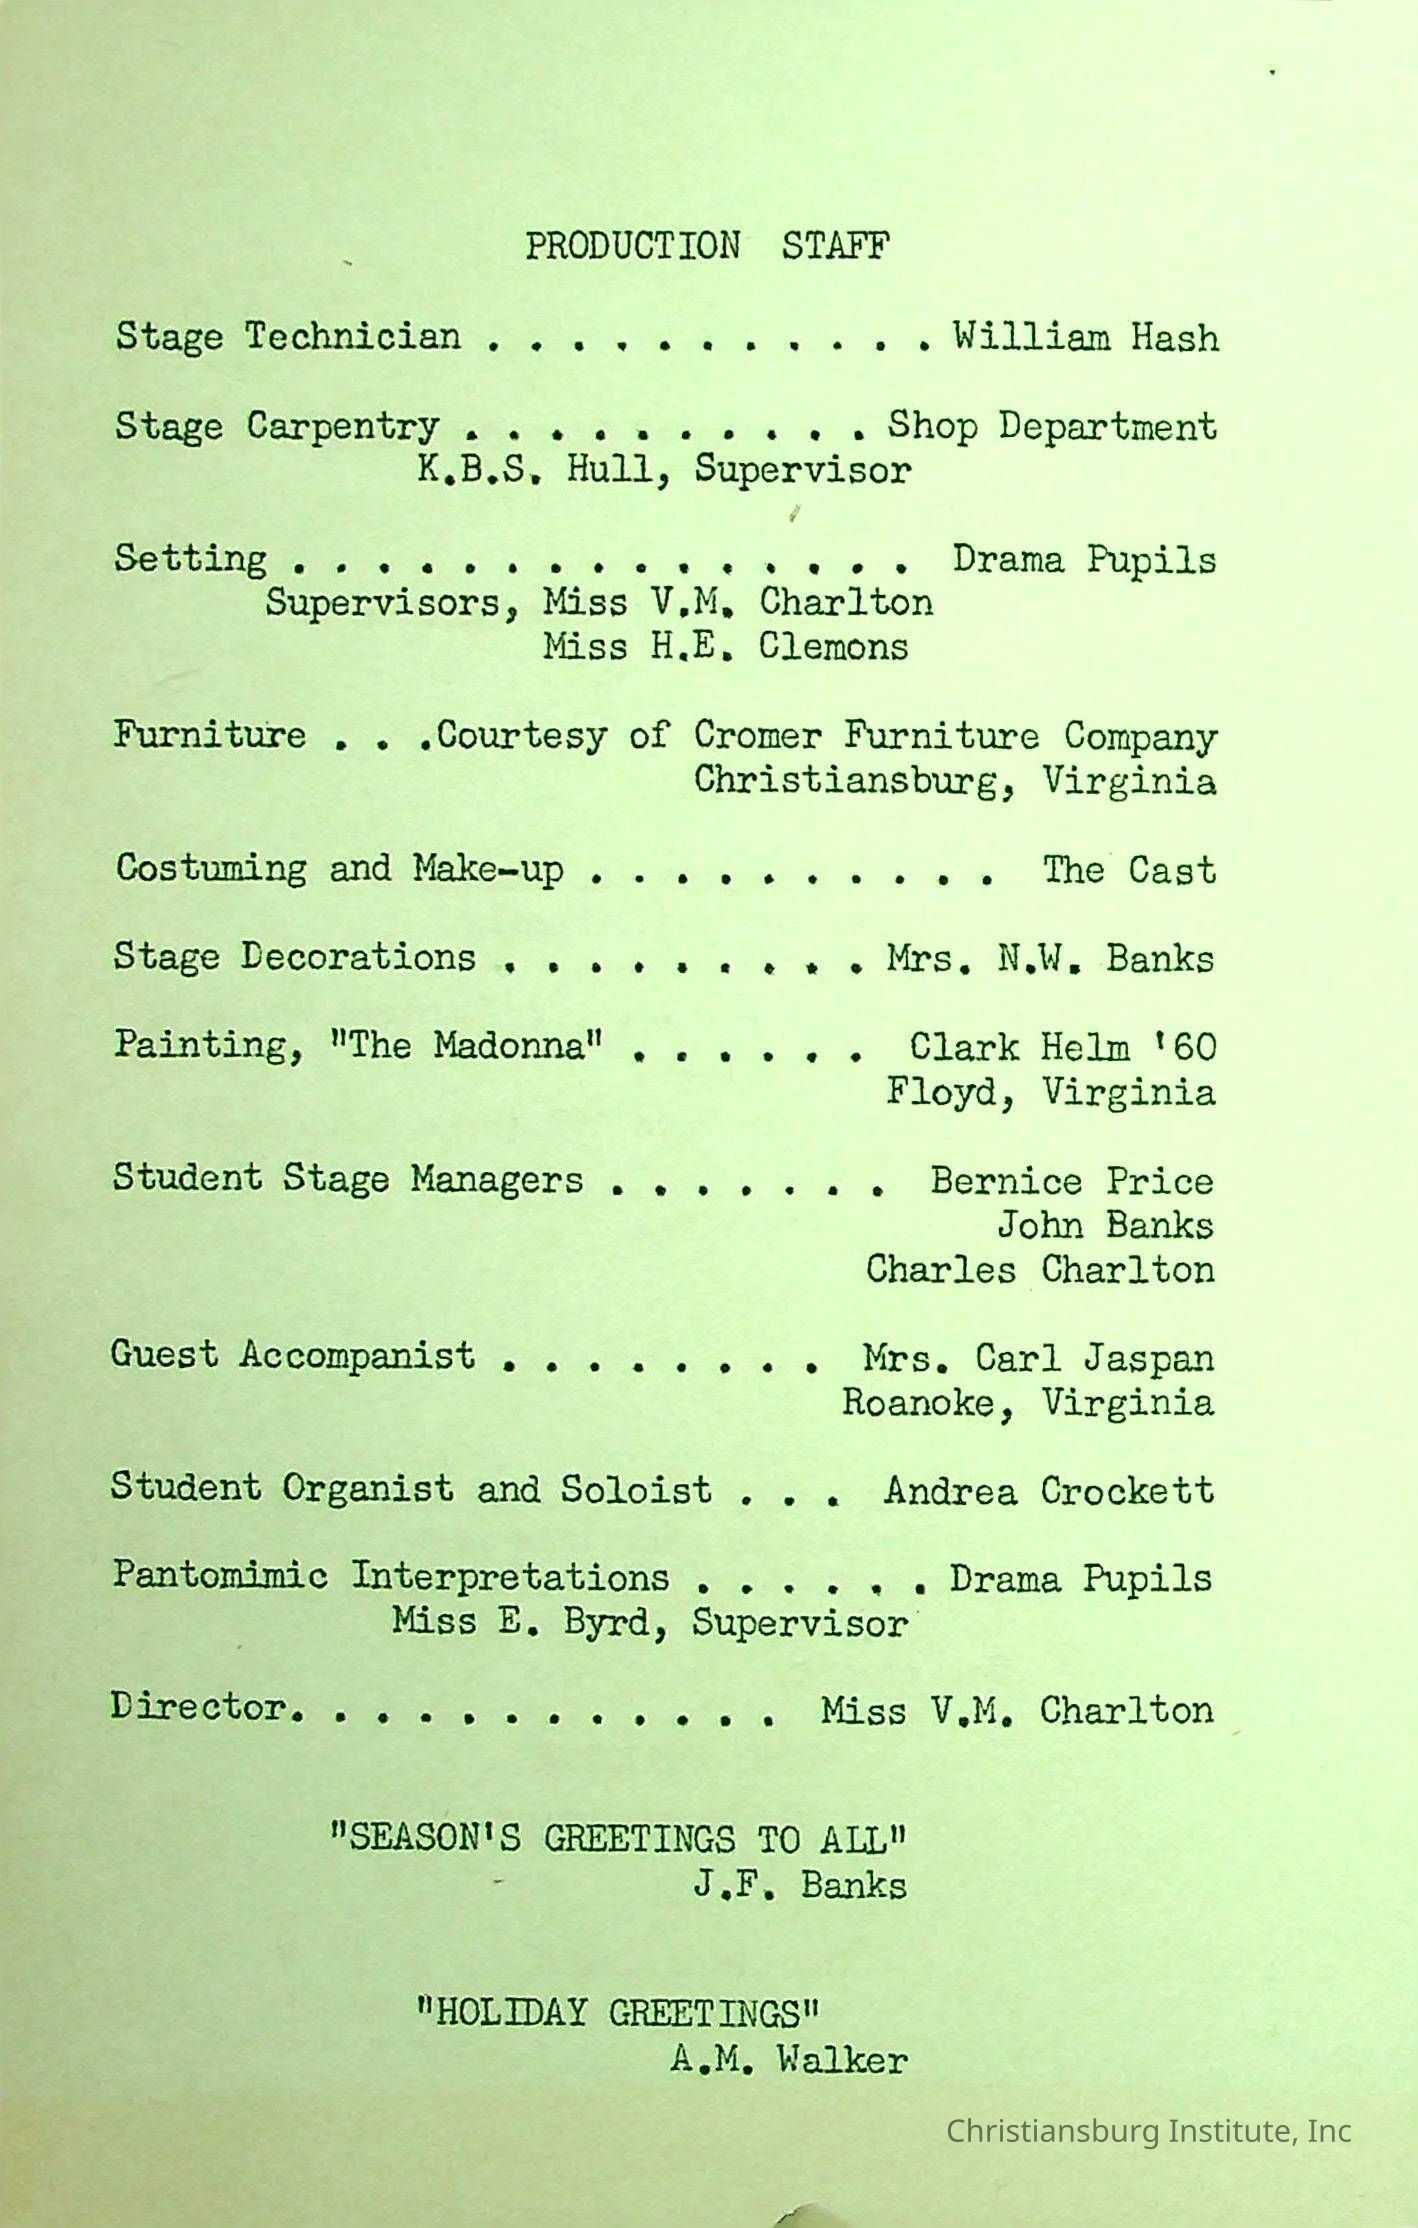 PRODUCTION STAFF
Stage Technician . . . . . . . . . . . William Hash
Stage Carpentry . . . . . . . . . . Shop Department
K.B.S. Hull, Supervisor
Setting . . . . . . . . . . . . . . . Drama Pupils
Supervisors, Miss V.M. Charlton
Miss H.E. Clemons
Furniture . . .Courtesy of Cromer Furniture Company
Christiansburg, Virginia
Costuming and Make-up . . . . . . . . . . The Cast
Stage Decorations . . . . . . . . . Mrs. N.W. Banks
Painting, "The Madonna" . . . . . . Clark Helm '60
Floyd, Virginia
Student Stage Managers . . . . . . . Bernice Price
John Banks
Charles Charlton
Guest Accompanist . . . . . . . . Mrs. Carl Jaspan
Roanoke, Virginia
Student Organist and Soloist . . . Andrea Crockett
Pantomimic Interpretations . . . . . . Drama Pupils
Miss E. Byrd, Supervisor
Director. . . . . . . . . . . . Miss V.M. Charlton
"SEASON'S GREETINGS TO ALL"
J.F. Banks
"HOLIDAY GREETINGS"
A.M. Walker
Christiansburg Institute, Inc